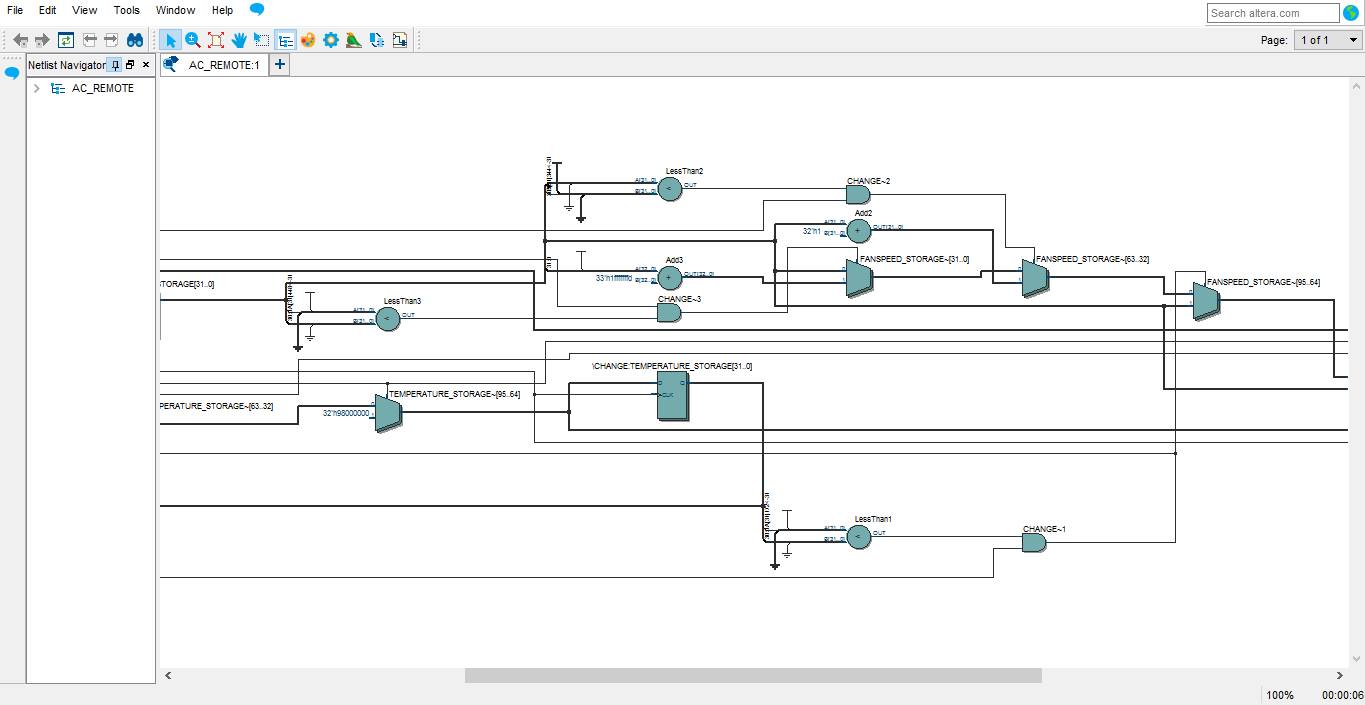 File Edit View Tools Window Help
Search altera.com
Page: 1 of 1
Netlist Navigator
AC_REMOTE:1
AC_REMOTE
LessThan2
A[31..0]
B[31..0]
OUT
CHANGE~2
Add2
A[31..0]
32'h1 B[31..0]
OUT[31..0]
FANSPEED_STORAGE~[31..0]
FANSPEED_STORAGE~[63..32]
Add3
A[32..0]
33'h1fffffffd B[32..0]
OUT[32..0]
TORAGE[31..0]
FANSPEED_STORAGE~[95..64]
LessThan3
A[31..0]
B[31..0]
OUT
CHANGE~3
\CHANGE:TEMPERATURE_STORAGE[31..0]
D
Q
CLK
TEMPERATURE_STORAGE~[95..64]
PERATURE_STORAGE~[63..32]
32'h98000000
LessThan1
A[31..0]
B[31..0]
OUT
CHANGE~1
100% 00:00:06